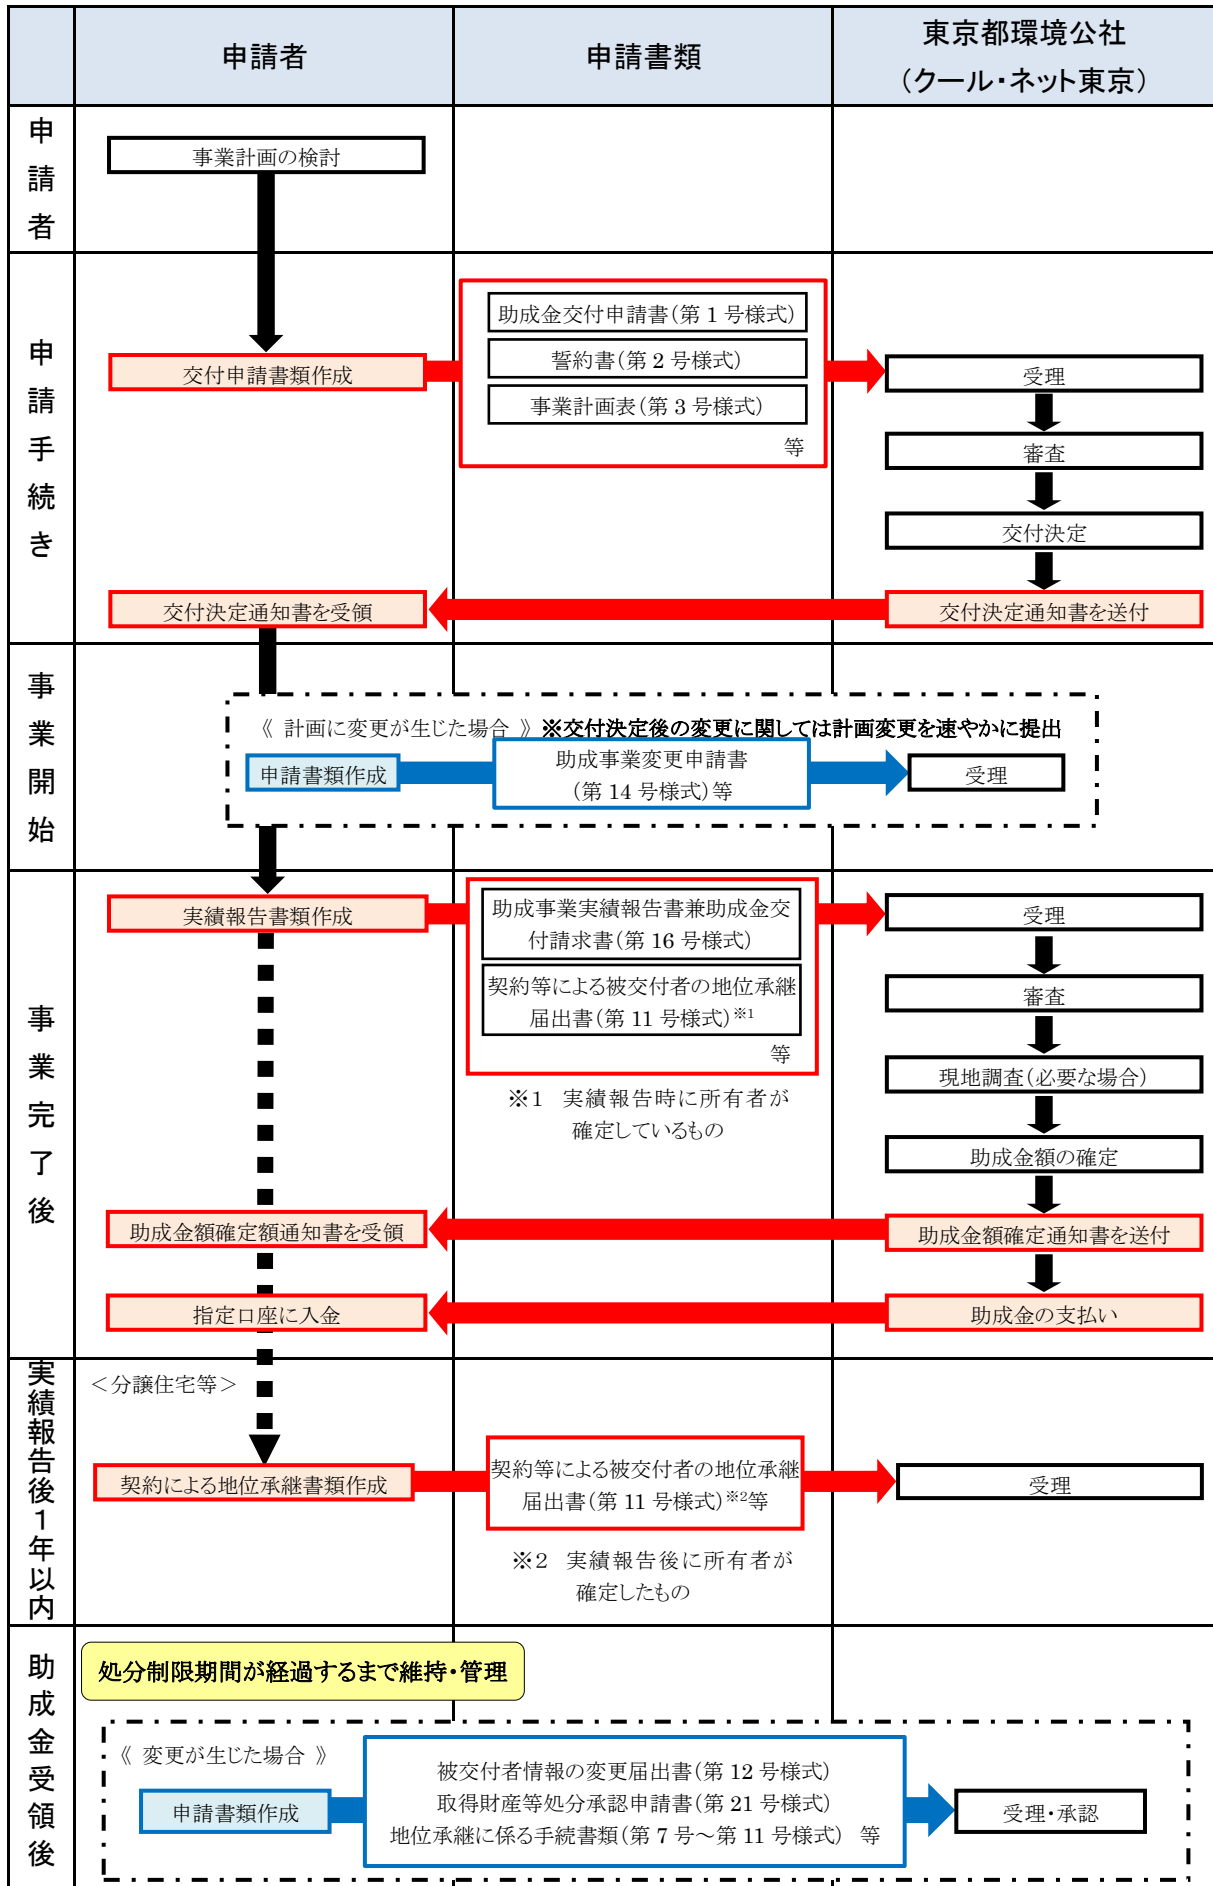 申請者
申請書類
東京都環境公社
（クール・ネット東京）
申請者
事業計画の検討
申請手続き
交付申請書類作成
助成金交付申請書（第 1 号様式）
誓約書（第 2 号様式）
事業計画表（第 3 号様式）
等
受理
審査
交付決定
交付決定通知書を送付
交付決定通知書を受領
事業開始
《 計画に変更が生じた場合 》※交付決定後の変更に関しては計画変更を速やかに提出
申請書類作成
助成事業変更申請書
（第 14 号様式）等
受理
事業完了後
実績報告書類作成
助成事業実績報告書兼助成金交
付請求書（第 16 号様式）
契約等による被交付者の地位承継
届出書（第 11 号様式）※1
等
※1 実績報告時に所有者が
確定しているもの
受理
審査
現地調査（必要な場合）
助成金額の確定
助成金額確定通知書を送付
助成金額確定額通知書を受領
助成金の支払い
指定口座に入金
実績報告後１年以内
＜分譲住宅等＞
契約による地位承継書類作成
契約等による被交付者の地位承継
届出書（第 11 号様式）※2等
※2 実績報告後に所有者が
確定したもの
受理
助成金受領後
処分制限期間が経過するまで維持・管理
《 変更が生じた場合 》
申請書類作成
被交付者情報の変更届出書（第 12 号様式）
取得財産等処分承認申請書（第 21 号様式）
地位承継に係る手続書類（第 7 号～第 11 号様式） 等
受理・承認